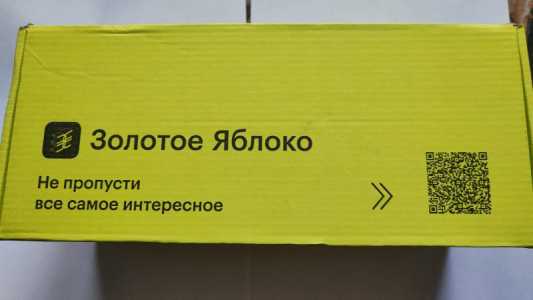 Золотое Яблоко
Не пропусти
все самое интересное